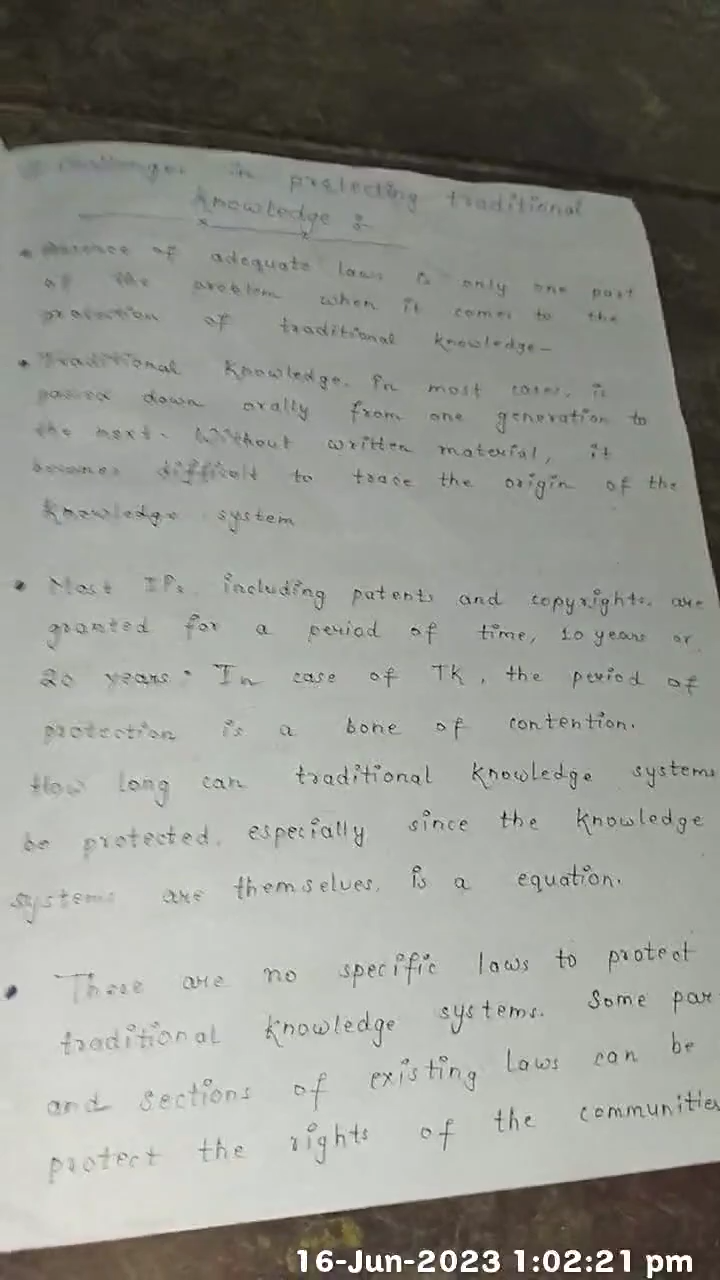 Challenges in protecting traditional
knowledge :-
• Absence of adequate laws is only one part
of the problem when it comes to the
protection of traditional knowledge-
• Traditional Knowledge. in most cases, is
passed down orally from one generation to
the next. Without written material, it
becomes difficult to trace the origin of the
knowledge system
• Most IPs, including patents and copyrights, are
granted for a period of time, 10 years or
20 years. In case of TK, the period of
protection is a bone of contention.
How long can traditional knowledge systems
be protected, especially since the knowledge
systems are themselves, is a equation.
• There are no specific laws to protect
traditional knowledge systems. Some par
and sections of existing laws can be
protect the rights of the communities
16-Jun-2023 1:02:21 pm